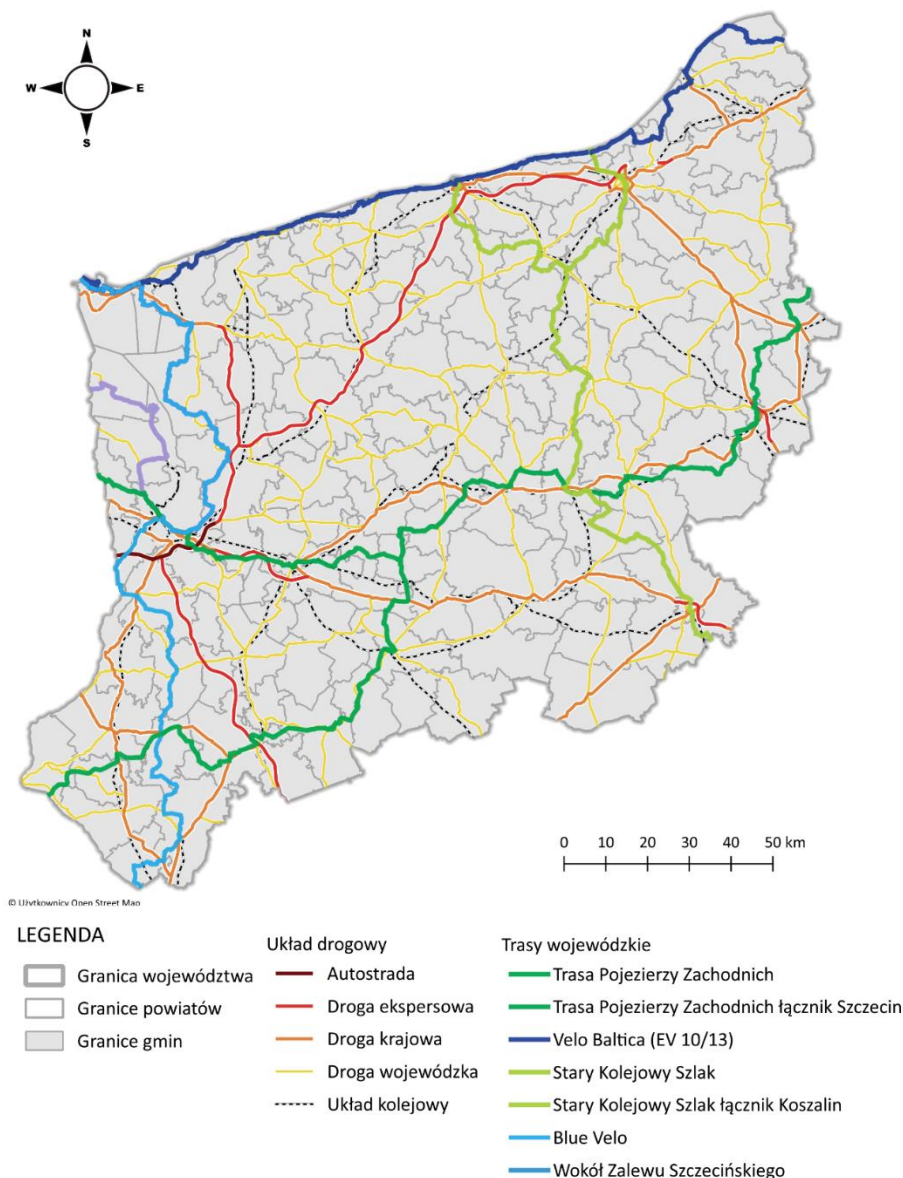 N
W E
S
0 10 20 30 40 50 km
© Użytkownicy Open Street Map
LEGENDA
Granica województwa
Granice powiatów
Granice gmin
Układ drogowy
Autostrada
Droga ekspersowa
Droga krajowa
Droga wojewódzka
Układ kolejowy
Trasy wojewódzkie
Trasa Pojezierzy Zachodnich
Trasa Pojezierzy Zachodnich łącznik Szczecin
Velo Baltica (EV 10/13)
Stary Kolejowy Szlak
Stary Kolejowy Szlak łącznik Koszalin
Blue Velo
Wokół Zalewu Szczecińskiego